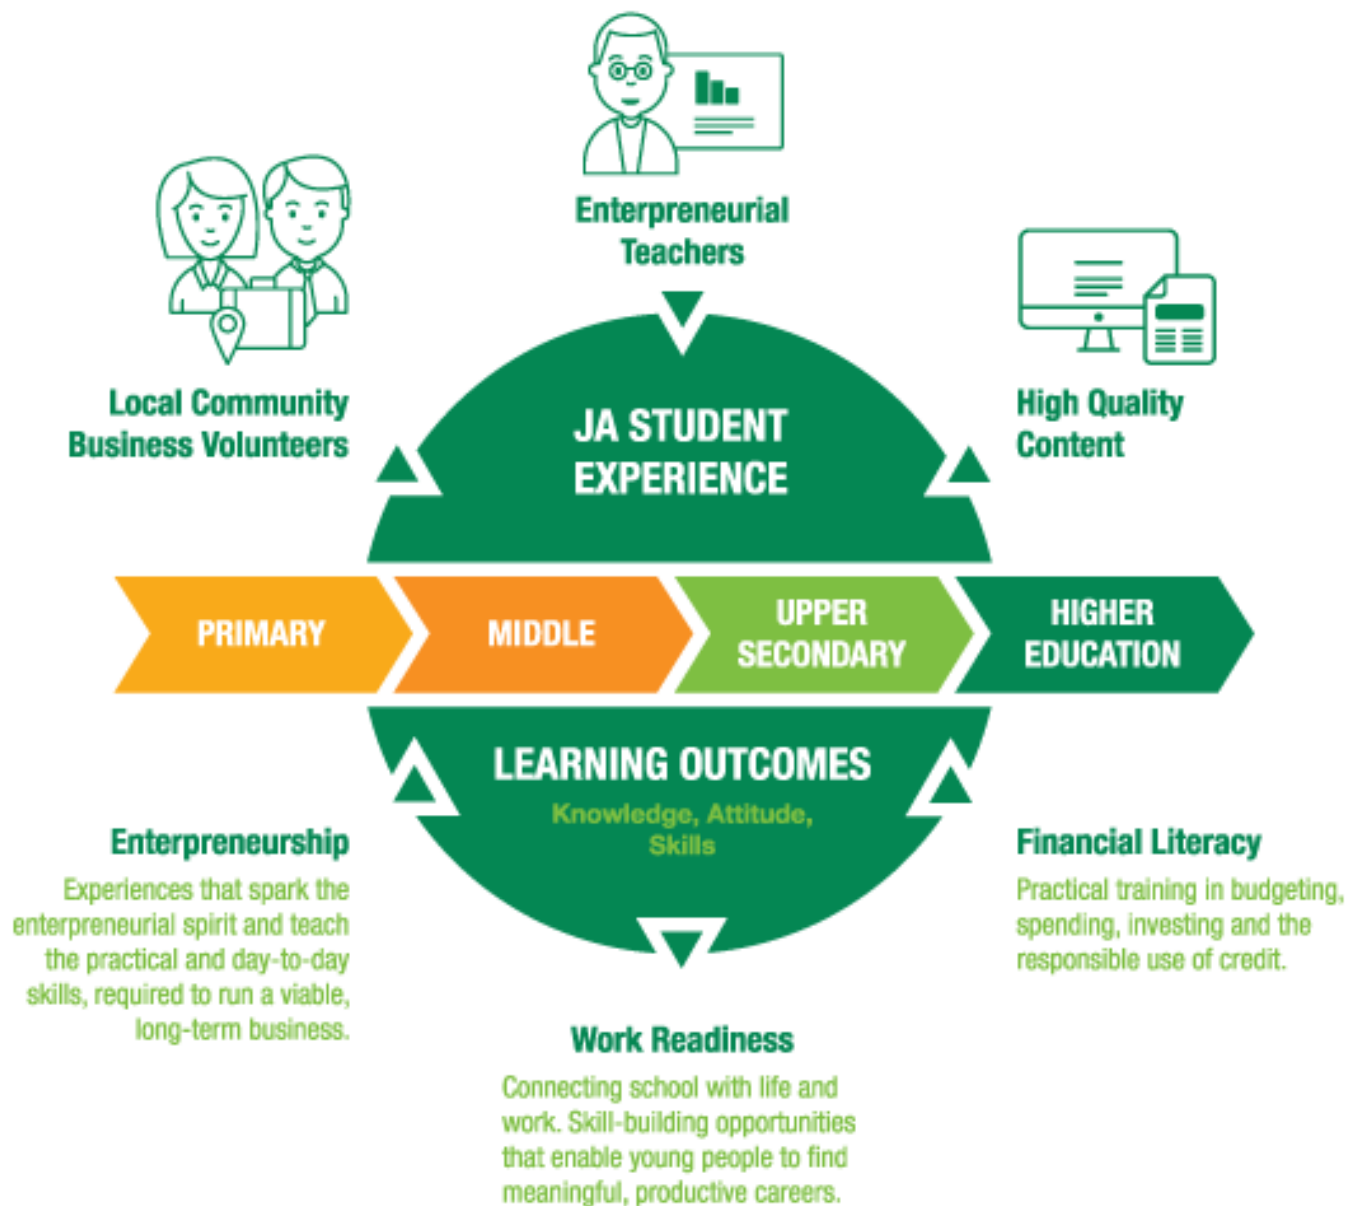 Enterpreneurial
Teachers
Local Community
Business Volunteers
High Quality
Content
JA STUDENT
EXPERIENCE
PRIMARY
MIDDLE
UPPER
SECONDARY
HIGHER
EDUCATION
LEARNING OUTCOMES
Knowledge, Attitude,
Skills
Enterpreneurship
Experiences that spark the
enterpreneurial spirit and teach
the practical and day-to-day
skills, required to run a viable,
long-term business.
Financial Literacy
Practical training in budgeting,
spending, investing and the
responsible use of credit.
Work Readiness
Connecting school with life and
work. Skill-building opportunities
that enable young people to find
meaningful, productive careers.